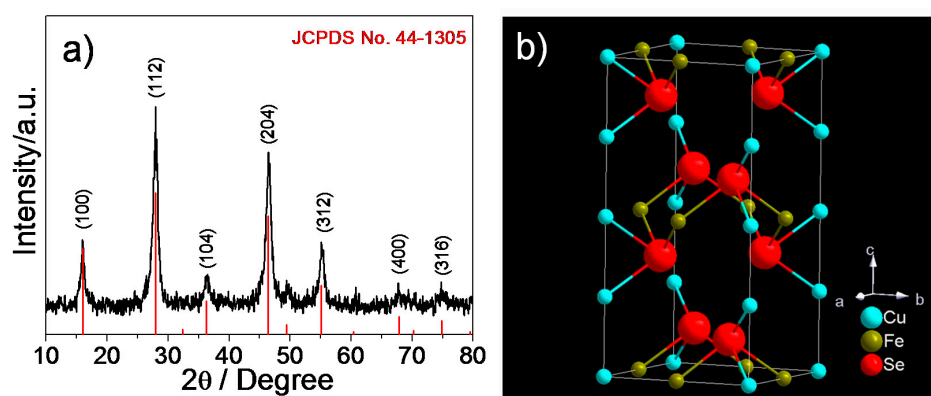 a)
JCPDS No. 44-1305
Intensity/a.u.
(100)
(112)
(104)
(204)
(312)
(400)
(316)
10 20 30 40 50 60 70 80
2θ / Degree
b)
c
a
b
Cu
Fe
Se